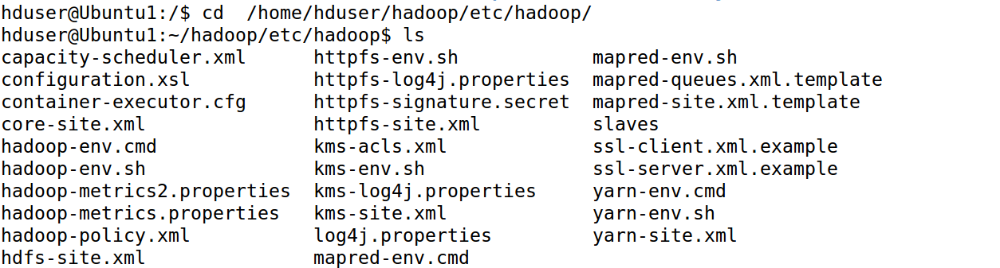 hduser@Ubuntu1:/$ cd  /home/hduser/hadoop/etc/hadoop/
hduser@Ubuntu1:~/hadoop/etc/hadoop$ ls
capacity-scheduler.xml      httpfs-env.sh            mapred-env.sh
configuration.xsl           httpfs-log4j.properties  mapred-queues.xml.template
container-executor.cfg      httpfs-signature.secret  mapred-site.xml.template
core-site.xml               httpfs-site.xml          slaves
hadoop-env.cmd              kms-acls.xml             ssl-client.xml.example
hadoop-env.sh               kms-env.sh               ssl-server.xml.example
hadoop-metrics2.properties  kms-log4j.properties     yarn-env.cmd
hadoop-metrics.properties   kms-site.xml             yarn-env.sh
hadoop-policy.xml           log4j.properties         yarn-site.xml
hdfs-site.xml               mapred-env.cmd